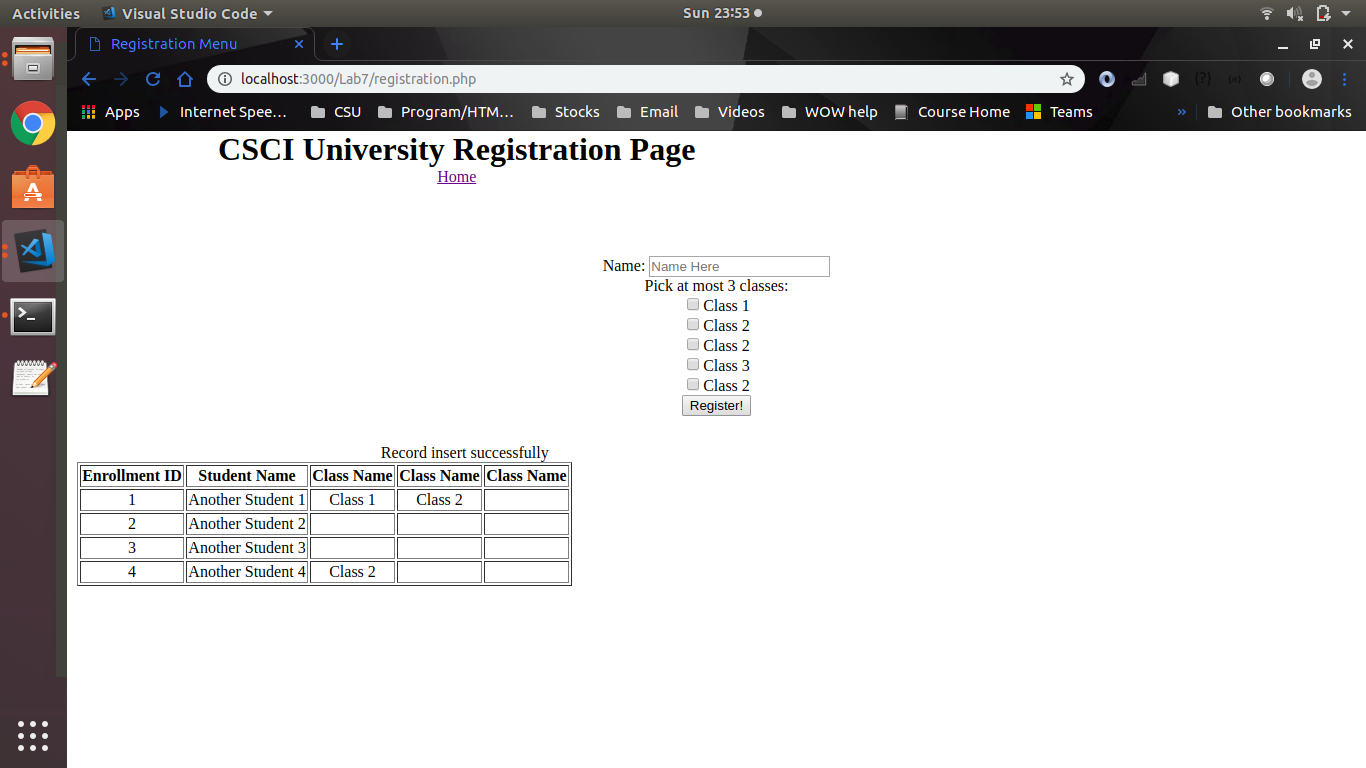 Activities Visual Studio Code Sun 23:53
Registration Menu
localhost:3000/Lab7/registration.php
Apps Internet Spee... CSU Program/HTM... Stocks Email Videos WOW help Course Home Teams » Other bookmarks
CSCI University Registration Page
Home
Name: Name Here
Pick at most 3 classes:
Class 1
Class 2
Class 2
Class 3
Class 2
Register!
Record insert successfully
Enrollment ID Student Name Class Name Class Name Class Name
1 Another Student 1 Class 1 Class 2
2 Another Student 2
3 Another Student 3
4 Another Student 4 Class 2